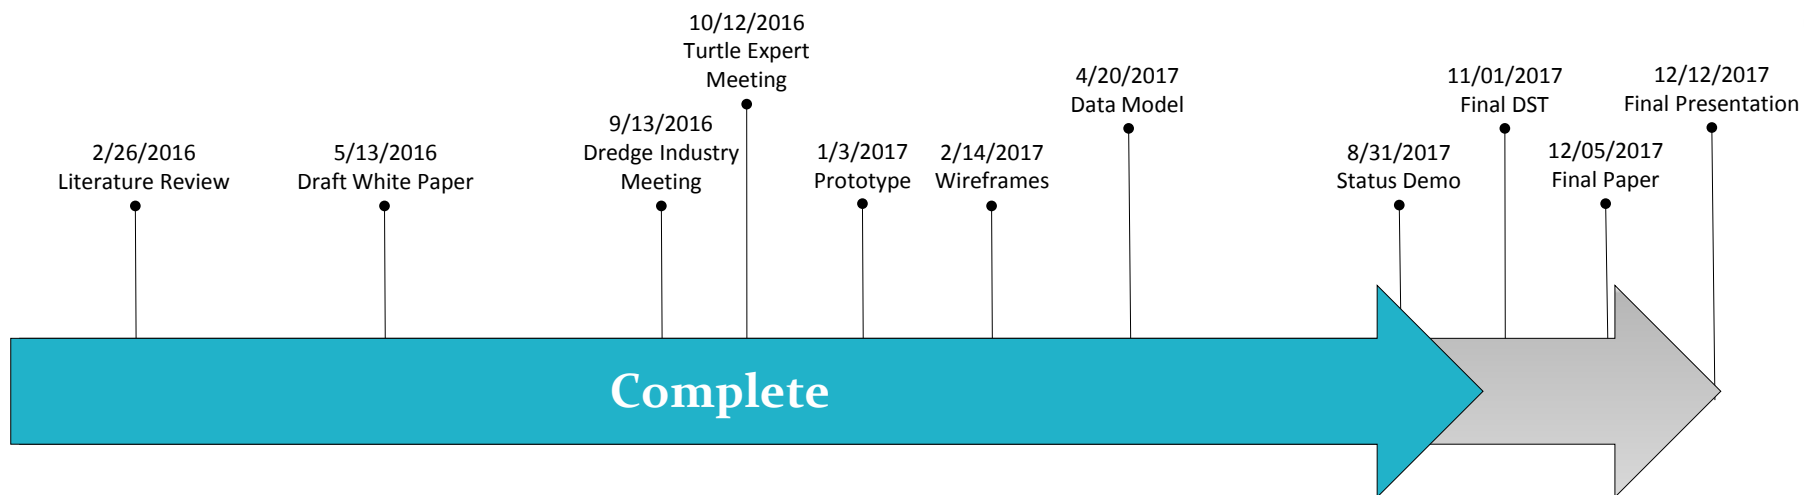 2/26/2016
Literature Review
5/13/2016
Draft White Paper
9/13/2016
Dredge Industry
Meeting
10/12/2016
Turtle Expert
Meeting
1/3/2017
Prototype
2/14/2017
Wireframes
4/20/2017
Data Model
8/31/2017
Status Demo
11/01/2017
Final DST
12/05/2017
Final Paper
12/12/2017
Final Presentation
Complete